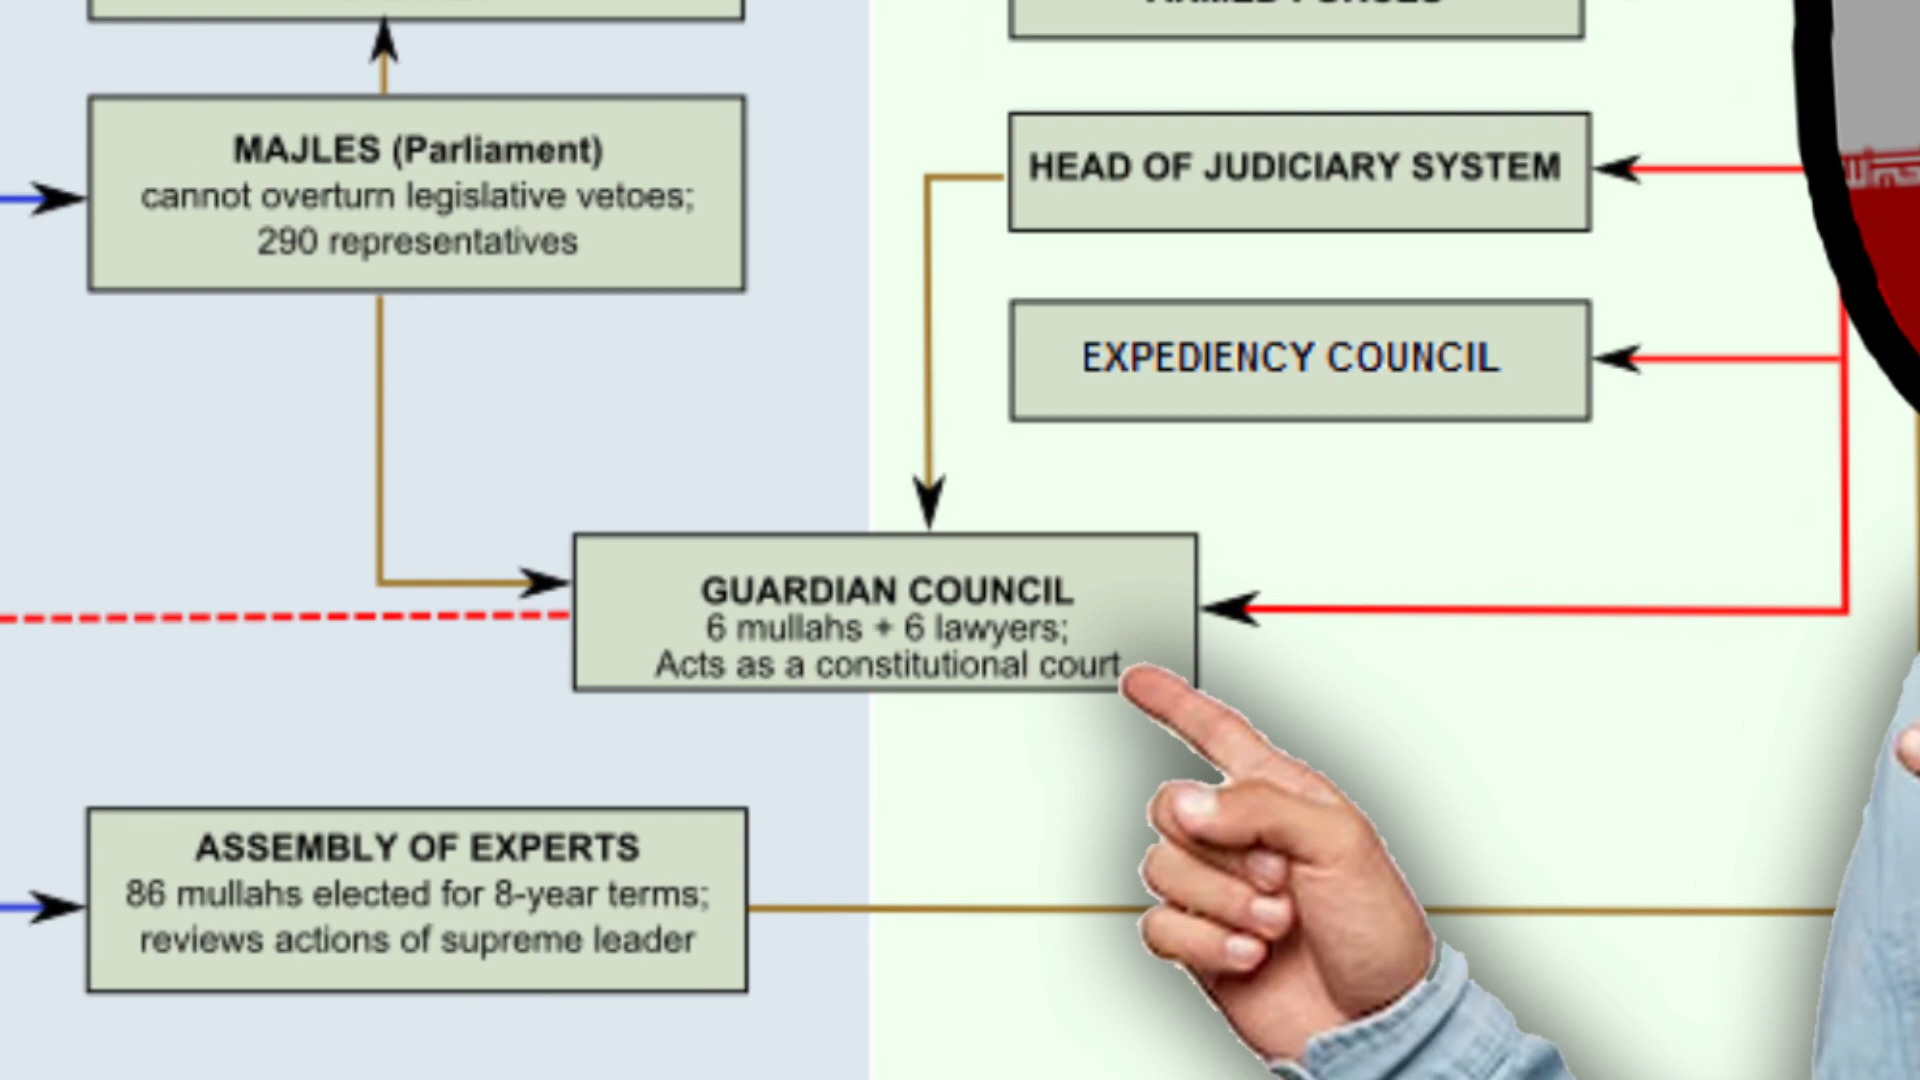 MAJLES (Parliament)
cannot overturn legislative vetoes;
290 representatives
HEAD OF JUDICIARY SYSTEM
EXPEDIENCY COUNCIL
GUARDIAN COUNCIL
6 mullahs + 6 lawyers;
Acts as a constitutional court
ASSEMBLY OF EXPERTS
86 mullahs elected for 8-year terms;
reviews actions of supreme leader